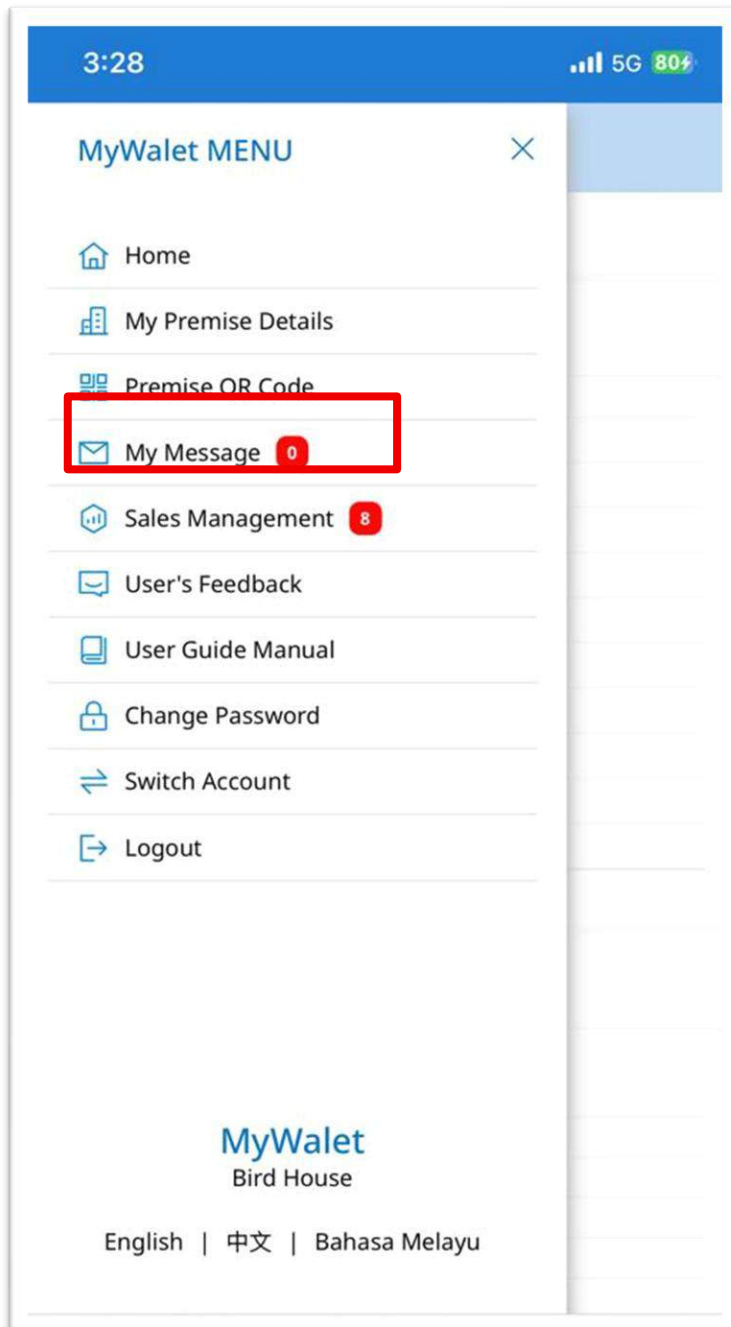 3:28 5G 80
MyWalet MENU
Home
My Premise Details
Premise QR Code
My Message 0
Sales Management 8
User's Feedback
User Guide Manual
Change Password
Switch Account
Logout
MyWalet
Bird House
English | 中文 | Bahasa Melayu